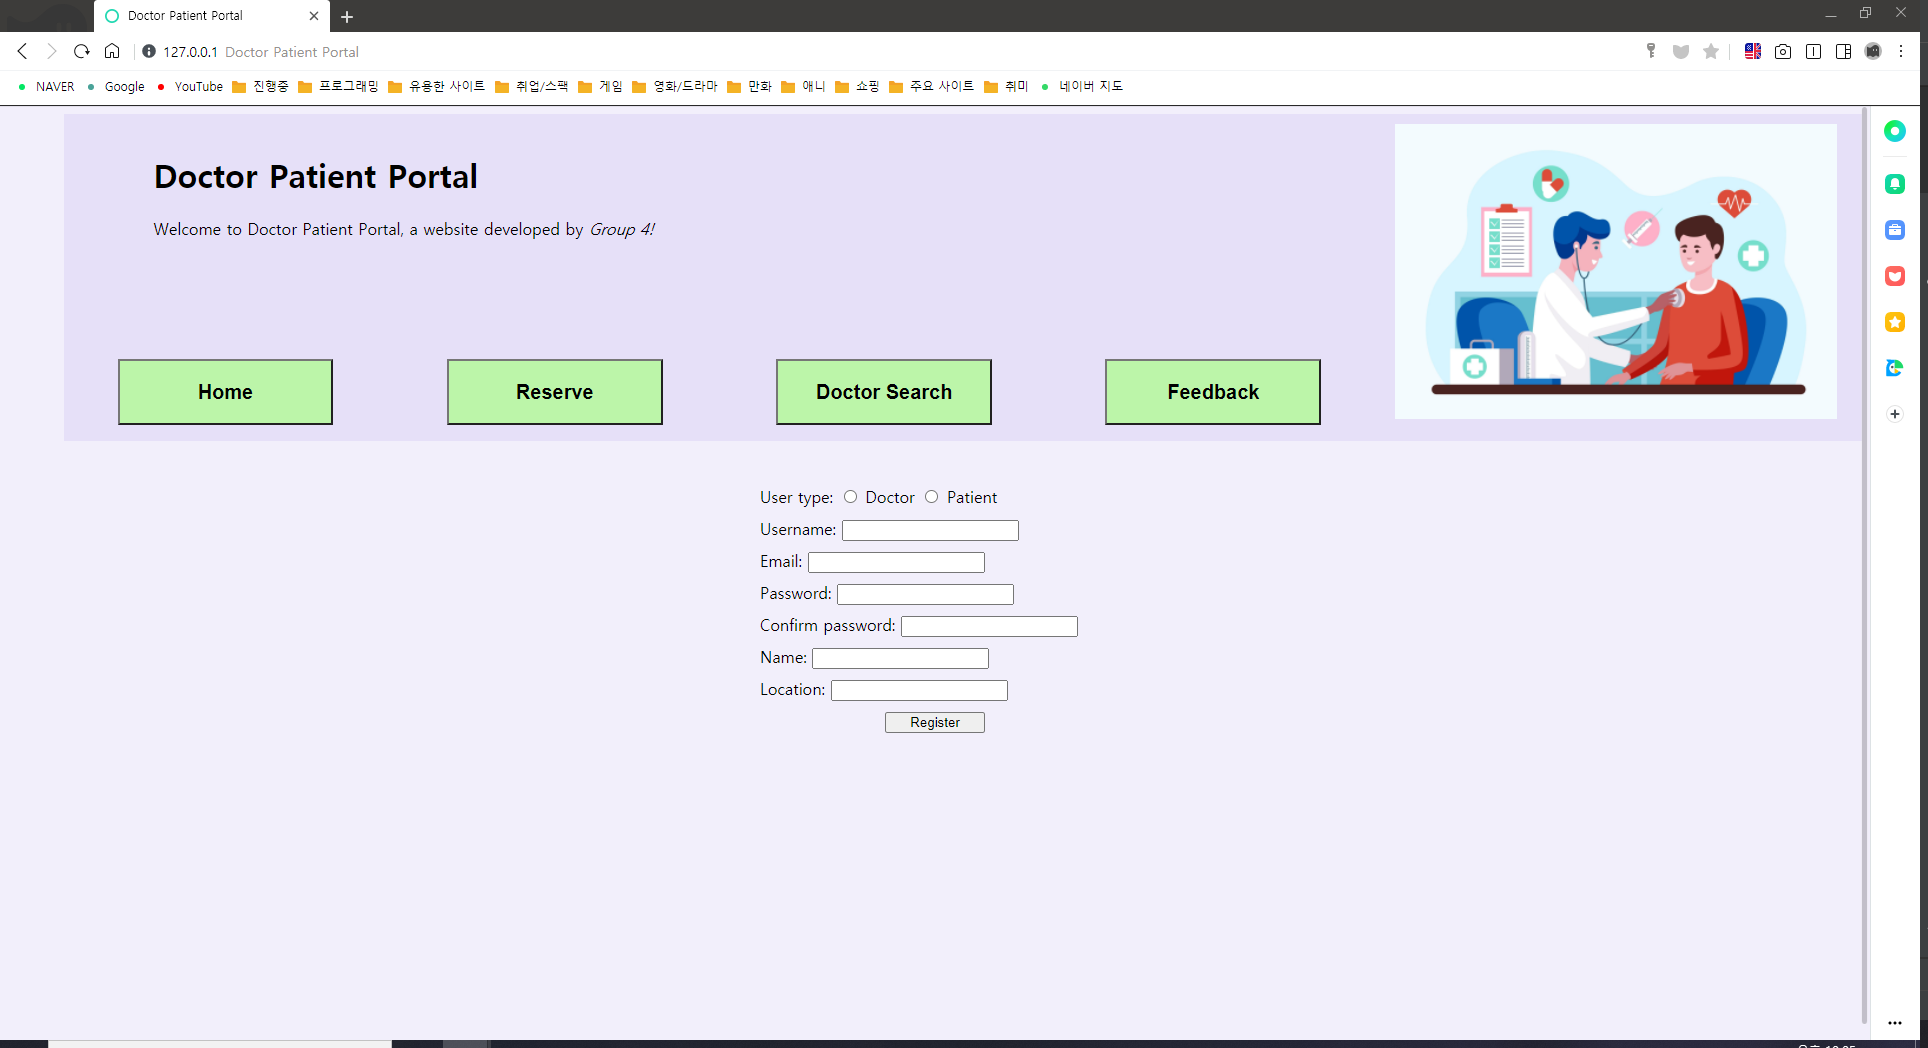 Doctor Patient Portal
127.0.0.1 Doctor Patient Portal
NAVER Google YouTube 진행중 프로그래밍 유용한 사이트 취업/스팩 게임 영화/드라마 만화 애니 쇼핑 주요 사이트 취미 네이버 지도
Doctor Patient Portal
Welcome to Doctor Patient Portal, a website developed by Group 4!
Home Reserve Doctor Search Feedback
User type: Doctor Patient
Username:
Email:
Password:
Confirm password:
Name:
Location:
Register